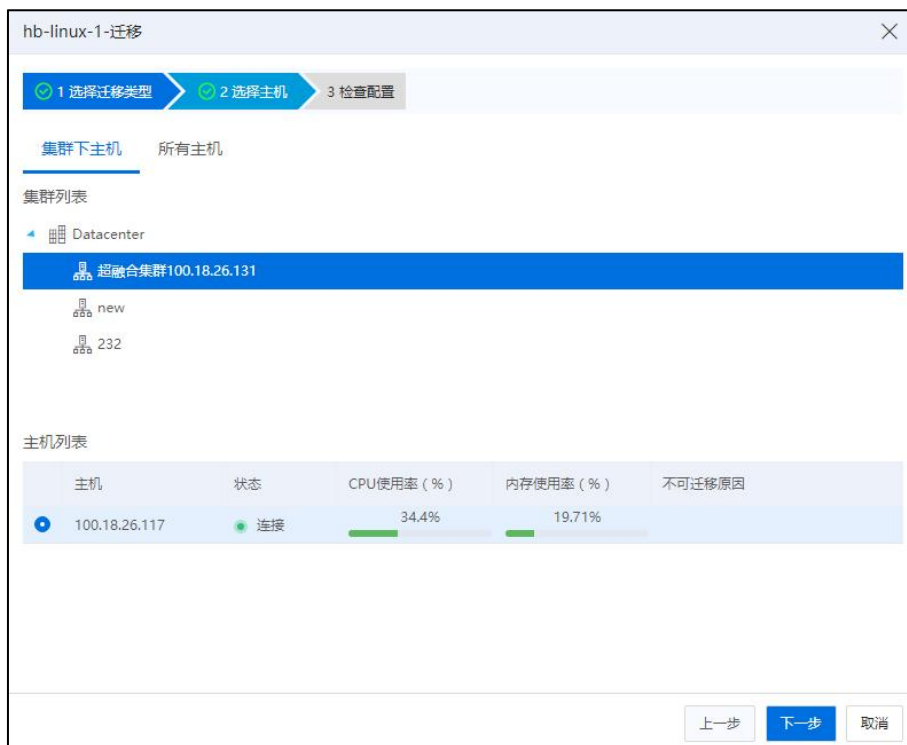 hb-linux-1-迁移
1 选择迁移类型 2 选择主机 3 检查配置
集群下主机 所有主机
集群列表
Datacenter
超融合集群100.18.26.131
new
232
主机列表
主机 状态 CPU使用率（%） 内存使用率（%） 不可迁移原因
100.18.26.117 连接 34.4% 19.71%
上一步 下一步 取消